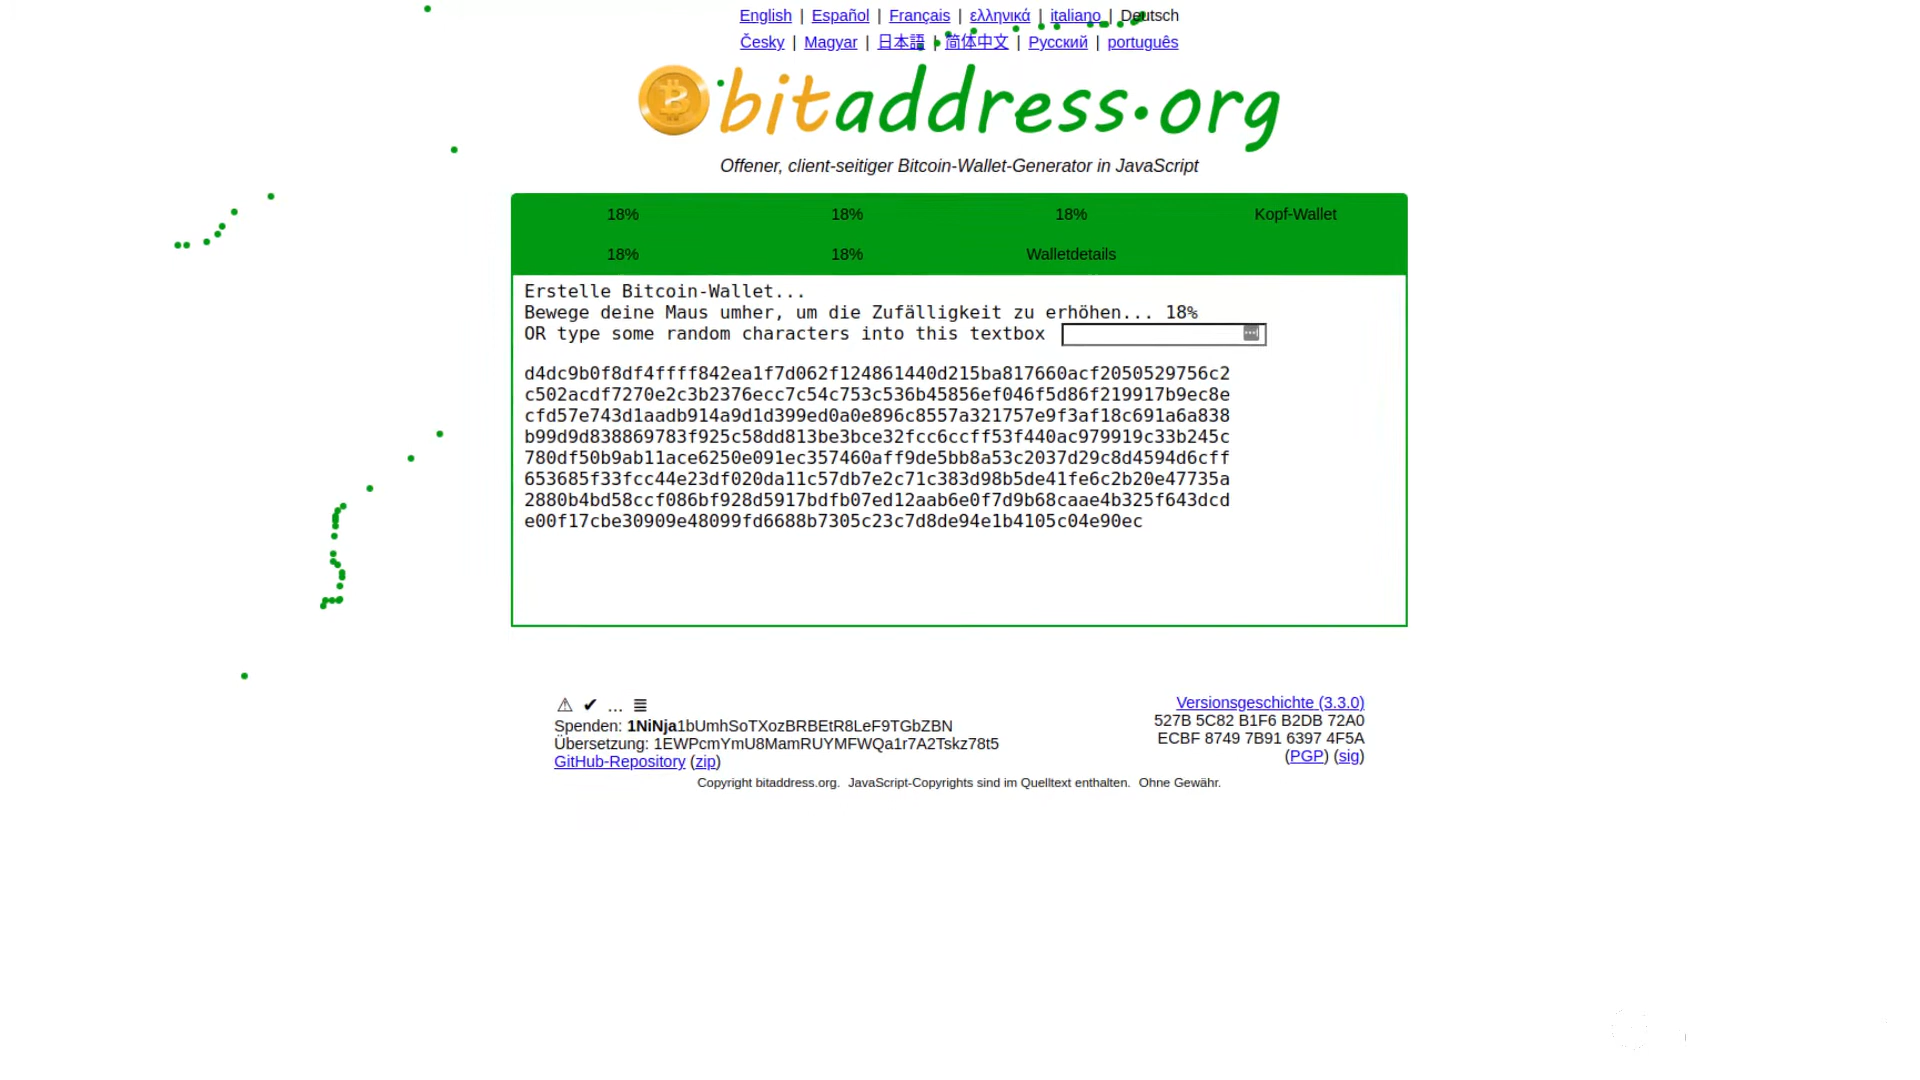 English | Español | Français | ελληνικά | italiano | Deutsch
Česky | Magyar | 日本語 | 简体中文 | Русский | português
bitaddress.org
Offener, client-seitiger Bitcoin-Wallet-Generator in JavaScript
18% 18% 18% Kopf-Wallet
18% 18% Walletdetails
Erstelle Bitcoin-Wallet...
Bewege deine Maus umher, um die Zufälligkeit zu erhöhen... 18%
OR type some random characters into this textbox
d4dc9b0f8df4ffff842ea1f7d062f124861440d215ba817660acf2050529756c2
c502acdf7270e2c3b2376ecc7c54c753c536b45856ef046f5d86f219917b9ec8e
cfd57e743d1aadb914a9d1d399ed0a0e896c8557a321757e9f3af18c691a6a838
b99d9d838869783f925c58dd813be3bce32fcc6ccff53f440ac979919c33b245c
780df50b9ab11ace6250e091ec357460aff9de5bb8a53c2037d29c8d4594d6cff
653685f33fcc44e23df020da11c57db7e2c71c383d98b5de41fe6c2b20e47735a
2880b4bd58ccf086bf928d5917bdfb07ed12aab6e0f7d9b68caae4b325f643dcd
e00f17cbe30909e48099fd6688b7305c23c7d8de94e1b4105c04e90ec
⚠ ✔ ... ≣
Spenden: 1NiNja1bUmhSoTXozBRBEtR8LeF9TGbZBN
Übersetzung: 1EWPcmYmU8MamRUYMFWQa1r7A2Tskz78t5
GitHub-Repository (zip)
Versionsgeschichte (3.3.0)
527B 5C82 B1F6 B2DB 72A0
ECBF 8749 7B91 6397 4F5A
(PGP) (sig)
Copyright bitaddress.org. JavaScript-Copyrights sind im Quelltext enthalten. Ohne Gewähr.